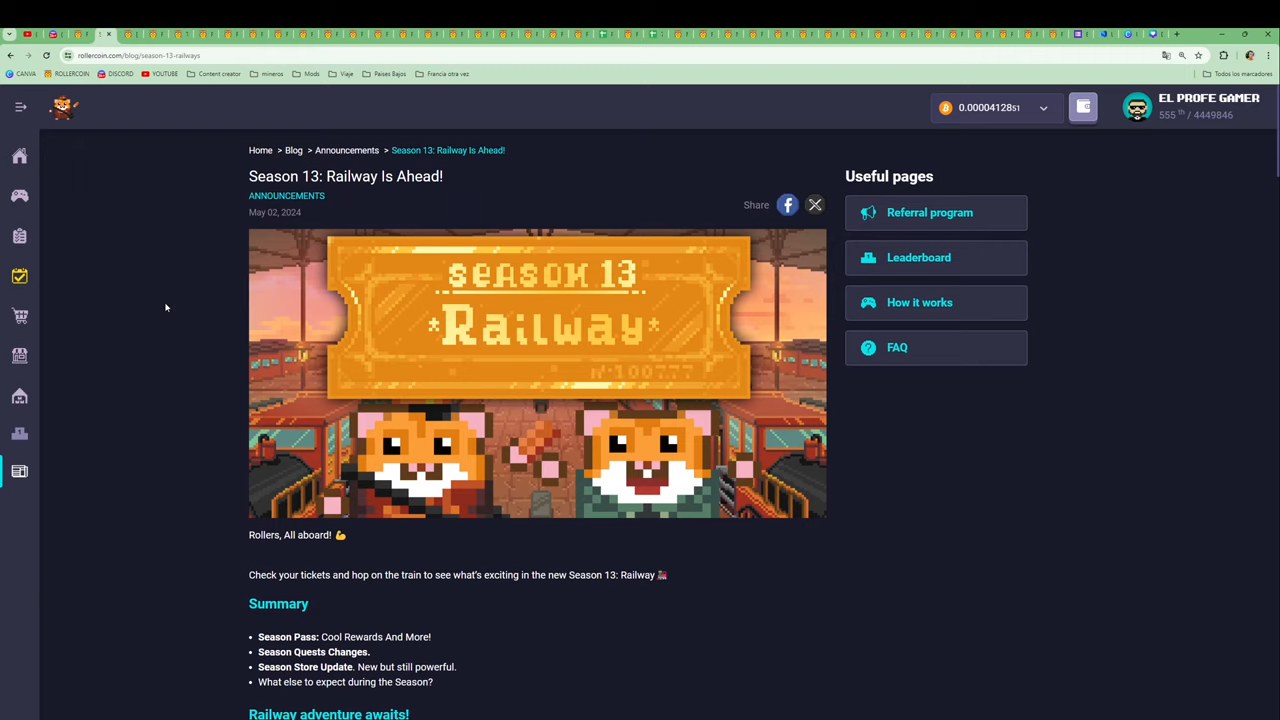 rollercoin.com/blog/season-13-railways
CANVA
ROLLERCOIN
DISCORD
YOUTUBE
Content creator
mineros
Mods
Viaje
Paises Bajos
Francia otra vez
Todos los marcadores
0.0000412851
EL PROFE GAMER
555 th / 4449846
Home > Blog > Announcements > Season 13: Railway Is Ahead!
Season 13: Railway Is Ahead!
ANNOUNCEMENTS
May 02, 2024
Share
Useful pages
Referral program
Leaderboard
How it works
FAQ
SEASON 13
Railway
Nº1007.77
Rollers, All aboard! 💪
Check your tickets and hop on the train to see what's exciting in the new Season 13: Railway 🚂
Summary
• Season Pass: Cool Rewards And More!
• Season Quests Changes.
• Season Store Update. New but still powerful.
• What else to expect during the Season?
Railway adventure awaits!